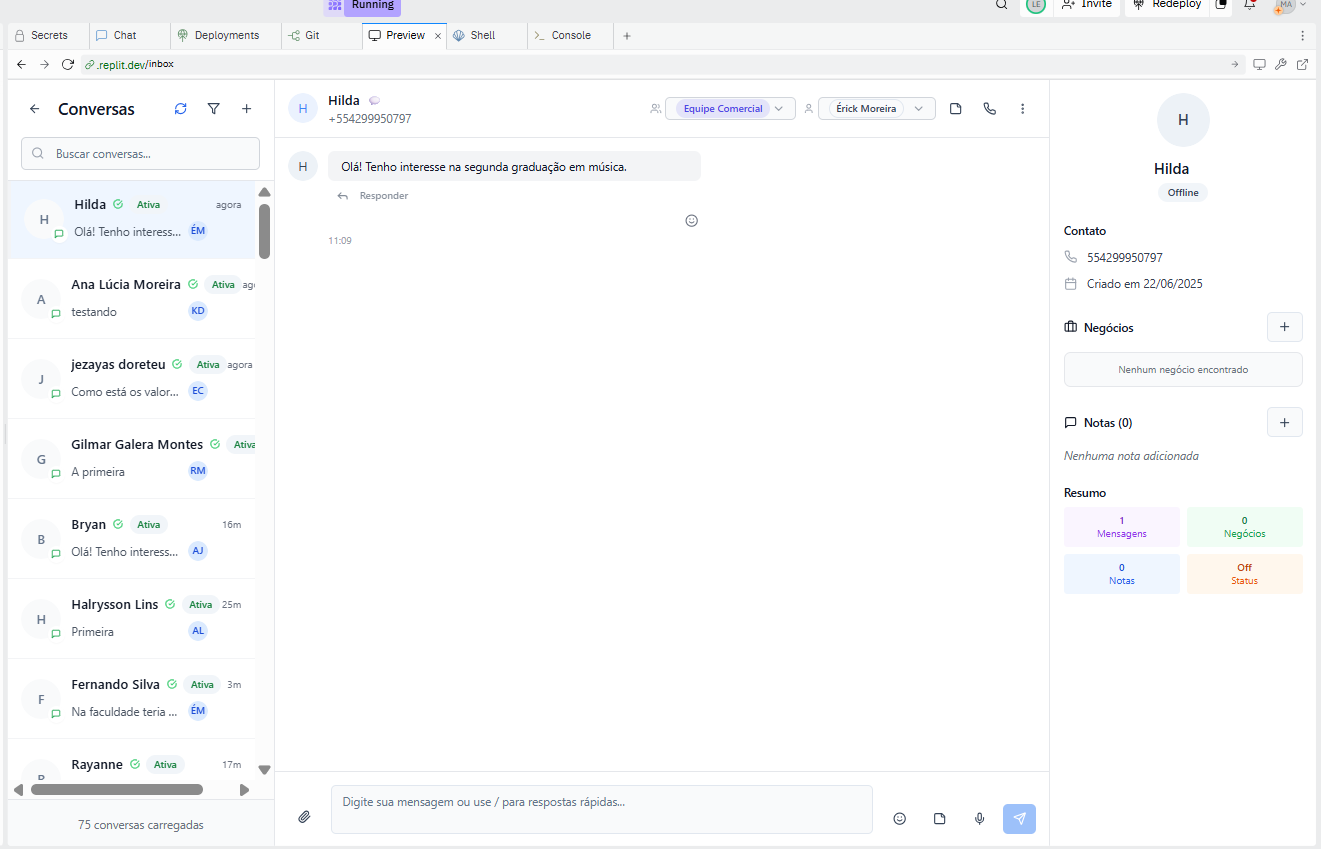 Running
LE
Invite
Redeploy
MA
Secrets
Chat
Deployments
Git
Preview
Shell
Console
.replit.dev/inbox
Conversas
Buscar conversas...
H
Hilda
Ativa
agora
Olá! Tenho interess...
ÉM
A
Ana Lúcia Moreira
Ativa
testando
KD
J
jezayas doreteu
Ativa
agora
Como está os valor...
EC
G
Gilmar Galera Montes
Ativa
A primeira
RM
B
Bryan
Ativa
16m
Olá! Tenho interess...
AJ
H
Halrysson Lins
Ativa
25m
Primeira
AL
F
Fernando Silva
Ativa
3m
Na faculdade teria ...
ÉM
R
Rayanne
Ativa
17m
75 conversas carregadas
H
Hilda
+554299950797
Equipe Comercial
Érick Moreira
H
Olá! Tenho interesse na segunda graduação em música.
Responder
11:09
Digite sua mensagem ou use / para respostas rápidas...
H
Hilda
Offline
Contato
554299950797
Criado em 22/06/2025
Negócios
Nenhum negócio encontrado
Notas (0)
Nenhuma nota adicionada
Resumo
1
Mensagens
0
Negócios
0
Notas
Off
Status